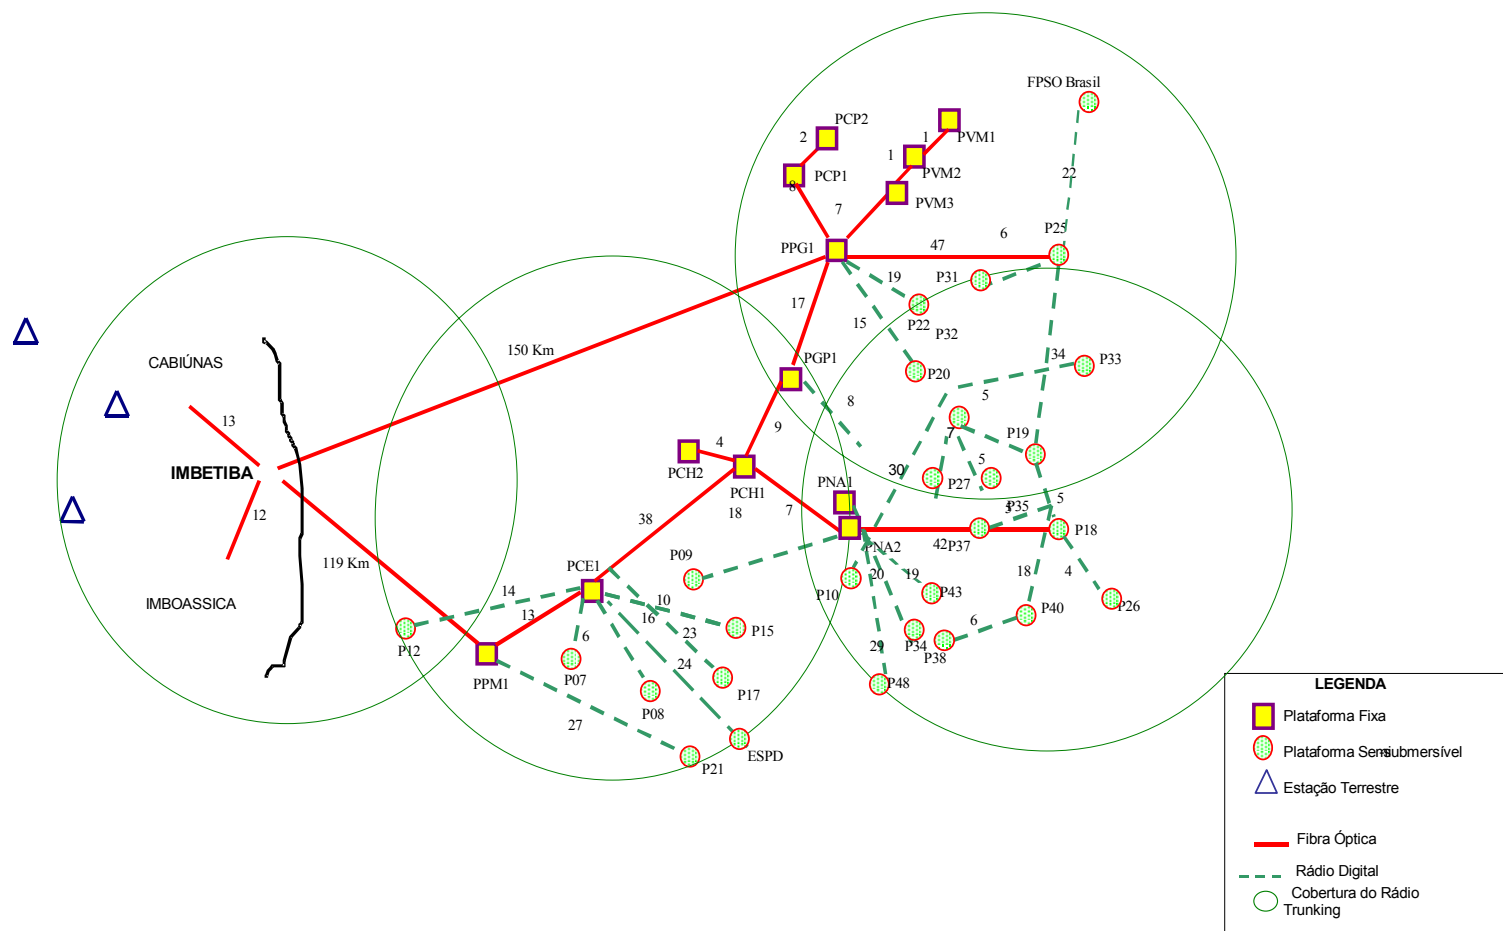 FPSO Brasil
PCP2
2
1
PVM1
1
PVM2
22
PCP1
8
PVM3
7
6
P25
47
PPG1
19
P31
17
15
P22
P32
150 Km
34
P33
PGP1
CABIÚNAS
P20
8
5
13
9
7
P19
4
IMBETIBA
PCH2
30
5
PCH1
PNA1
P27
12
P35
5
38
18
7
3
P18
42
P37
PNA2
119 Km
P09
PCE1
20
19
18
4
14
P10
P43
IMBOASSICA
10
P26
13
16
P40
6
6
23
P15
P12
29
P34
P38
24
P07
PPM1
P17
P48
P08
27
ESPD
P21
LEGENDA
Plataforma Fixa
Plataforma Semi-submersível
Estação Terrestre
Fibra Óptica
Rádio Digital
Cobertura do Rádio
Trunking